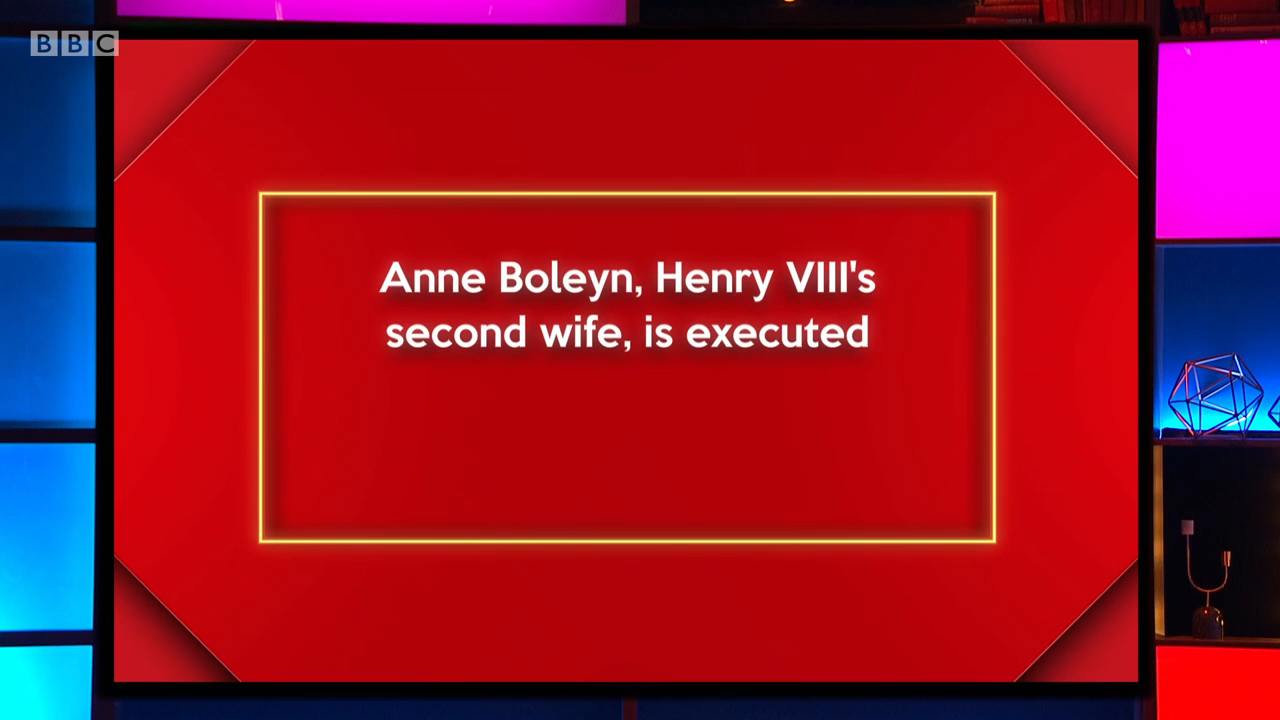 BBC
Anne Boleyn, Henry VIII's
second wife, is executed